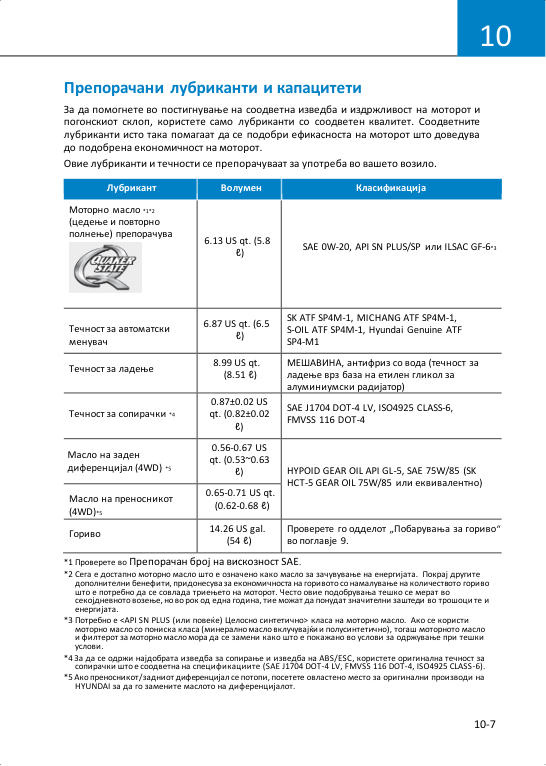 10
Препорачани лубриканти и капацитети
За да помогнете во постигнување на соодветна изведба и издржливост на моторот и
погонскиот склоп, користете само лубриканти со соодветен квалитет. Соодветните
лубриканти исто така помагаат да се подобри ефикасноста на моторот што доведува
до подобрена економичност на моторот.
Овие лубриканти и течности се препорачуваат за употреба во вашето возило.
Лубрикант Волумен Класификација
Моторно масло *1*2
(цедење и повторно
полнење) препорачува
QUAKER
STATE
6.13 US qt. (5.8
ℓ)
SAE 0W-20, API SN PLUS/SP или ILSAC GF-6*3
Течност за автоматски
менувач
6.87 US qt. (6.5
ℓ)
SK ATF SP4M-1, MICHANG ATF SP4M-1,
S-OIL ATF SP4M-1, Hyundai Genuine ATF
SP4-M1
Течност за ладење
8.99 US qt.
(8.51 ℓ)
МЕШАВИНА, антифриз со вода (течност за
ладење врз база на етилен гликол за
алуминиумски радијатор)
Течност за сопирачки *4
0.87±0.02 US
qt. (0.82±0.02
ℓ)
SAE J1704 DOT-4 LV, ISO4925 CLASS-6,
FMVSS 116 DOT-4
Масло на заден
диференцијал (4WD) *5
0.56-0.67 US
qt. (0.53~0.63
ℓ)
HYPOID GEAR OIL API GL-5, SAE 75W/85 (SK
HCT-5 GEAR OIL 75W/85 или еквивалентно)
Масло на преносникот
(4WD)*5
0.65-0.71 US qt.
(0.62-0.68 ℓ)
Гориво
14.26 US gal.
(54 ℓ)
Проверете го одделот „Побарувања за гориво“
во поглавје 9.
*1 Проверете во Препорачан број на вискозност SAE.
*2 Сега е достапно моторно масло што е означено како масло за зачувување на енергијата. Покрај другите
дополнителни бенефити, придонесува за економичноста на горивото со намалување на количеството гориво
што е потребно да се совлада триењето на моторот. Често овие подобрувања тешко се мерат во
секојдневното возење, но во рок од една година, тие можат да понудат значителни заштеди во трошоците и
енергијата.
*3 Потребно е <API SN PLUS (или повеќе) Целосно синтетично> класа на моторно масло. Ако се користи
моторно масло со пониска класа (минерално масло вклучувајќи и полусинтетично), тогаш моторното масло
и филтерот за моторно масло мора да се замени како што е покажано во услови за одржување при тешки
услови.
*4 За да се одржи најдобрата изведба за сопирање и изведба на ABS/ESC, користете оригинална течност за
сопирачки што е соодветна на спецификациите (SAE J1704 DOT-4 LV, FMVSS 116 DOT-4, ISO4925 CLASS-6).
*5 Ако преносникот/задниот диференцијал се потопи, посетете овластено место за оригинални производи на
HYUNDAI за да го замените маслото на диференцијалот.
10-7